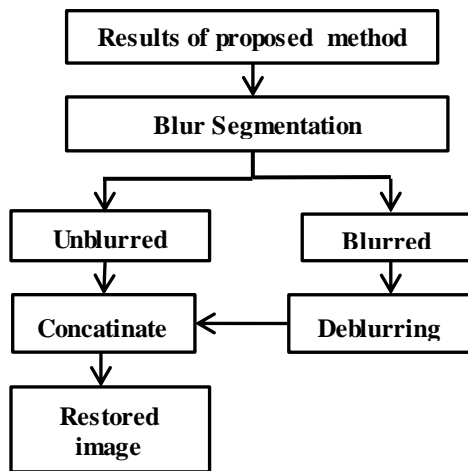 Results of proposed method
Blur Segmentation
Unblurred
Blurred
Concatinate
Deblurring
Restored
image